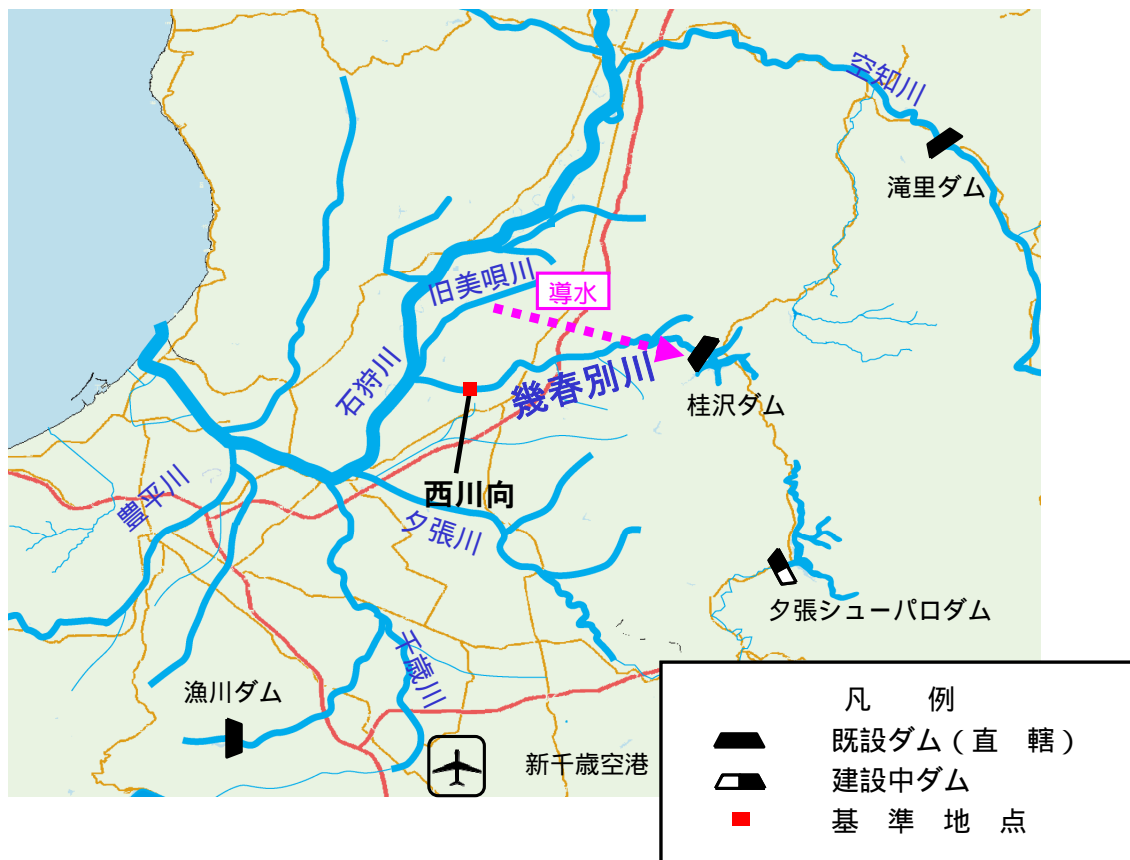 空知川
滝里ダム
旧美唄川
導水
石狩川
幾春別川
桂沢ダム
豊平川
西川向
夕張川
夕張シューパロダム
千歳川
漁川ダム
新千歳空港
凡 例
既設ダム(直 轄)
建設中ダム
基 準 地 点